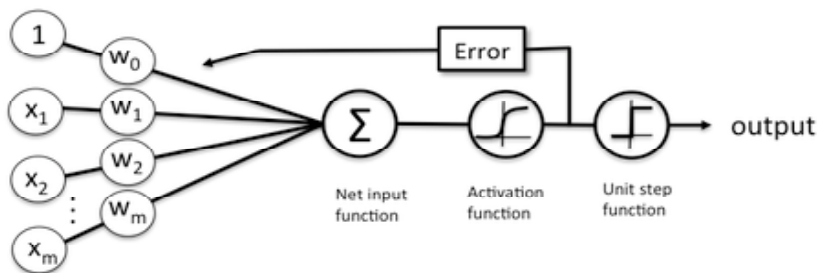 1
w0
Error
x1
w1
Σ
output
x2
w2
⋮
wm
xm
Net input
function
Activation
function
Unit step
function